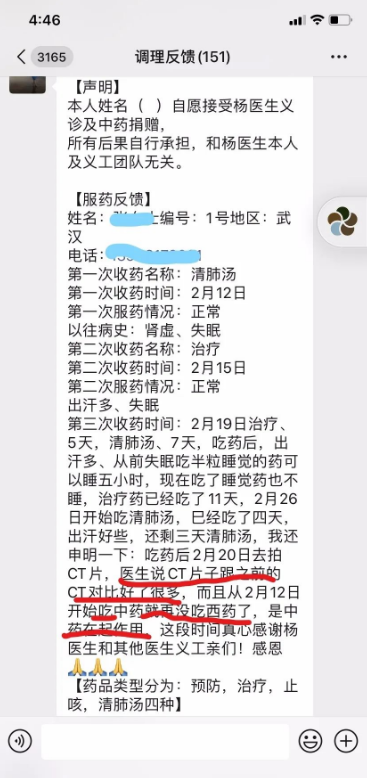 4:46
3165
调理反馈(151)
【声明】
本人姓名（ ）自愿接受杨医生义
诊及中药捐赠，
所有后果自行承担，和杨医生本人
及义工团队无关。
【服药反馈】
姓名： 编号：1号地区：武
汉
电话：
第一次收药名称：清肺汤
第一次收药时间：2月12日
第一次服药情况：正常
以往病史：肾虚、失眠
第二次收药名称：治疗
第二次收药时间：2月15日
第二次服药情况：正常
出汗多、失眠
第三次收药时间：2月19日治疗、
5天，清肺汤、7天，吃药后，出
汗多、从前失眠吃半粒睡觉的药可
以睡五小时，现在吃了睡觉药也不
睡，治疗药已经吃了11天，2月26
日开始吃清肺汤，巳经吃了四天，
出汗好些，还剩三天清肺汤，我还
申明一下：吃药后2月20日去拍
CT片，医生说CT片子跟之前的
CT对比好了很多，而且从2月12日
开始吃中药就再没吃西药了，是中
药在起作用，这段时间真心感谢杨
医生和其他医生义工亲们！感恩
🙏🙏🙏
【药品类型分为：预防，治疗，止
咳，清肺汤四种】